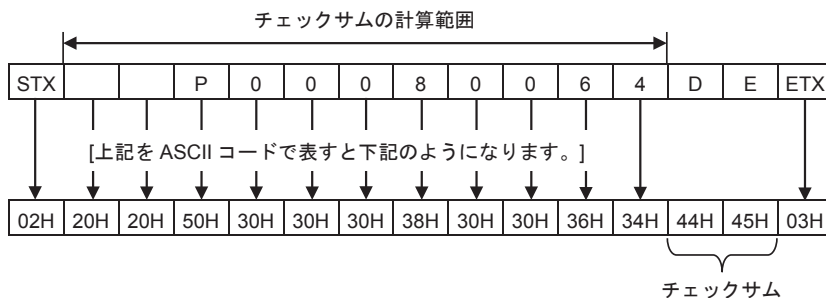 チェックサムの計算範囲
STX P 0 0 0 8 0 0 6 4 D E ETX
[上記を ASCII コードで表すと下記のようになります。]
02H 20H 20H 50H 30H 30H 30H 38H 30H 30H 36H 34H 44H 45H 03H
チェックサム